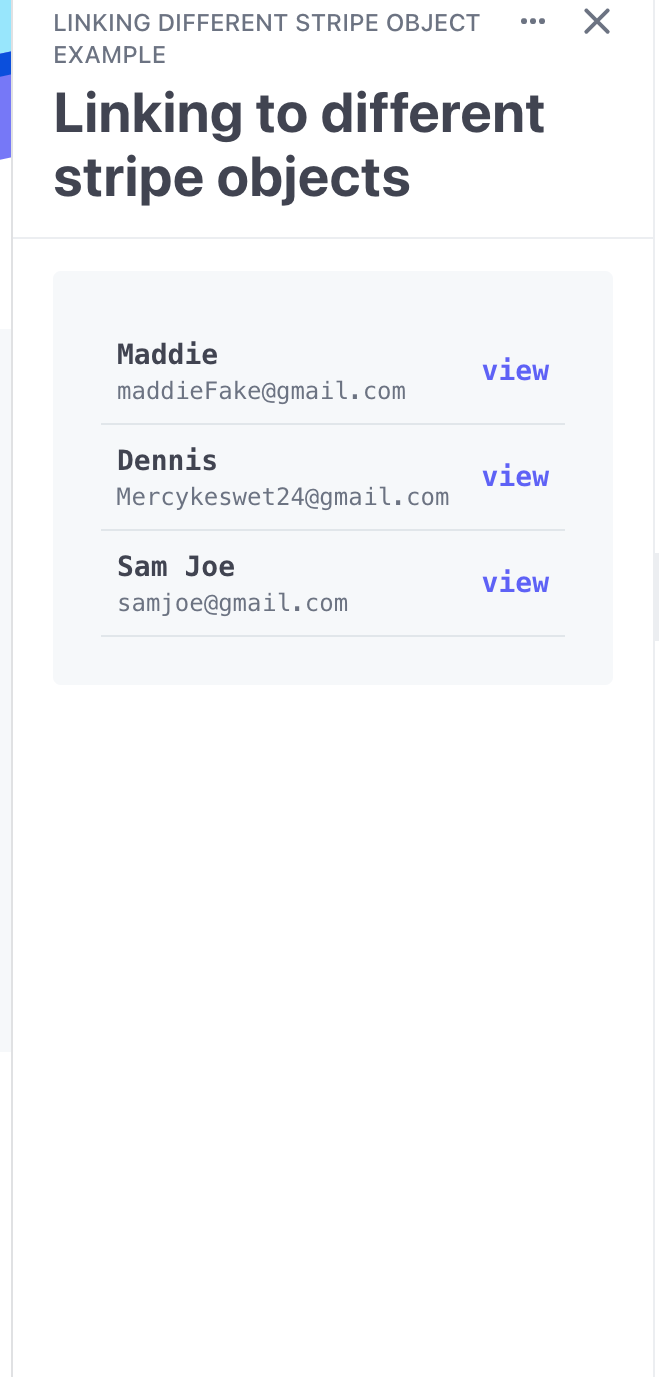 LINKING DIFFERENT STRIPE OBJECT
EXAMPLE
Linking to different
stripe objects
Maddie
maddieFake@gmail.com
view
Dennis
Mercykeswet24@gmail.com
view
Sam Joe
samjoe@gmail.com
view